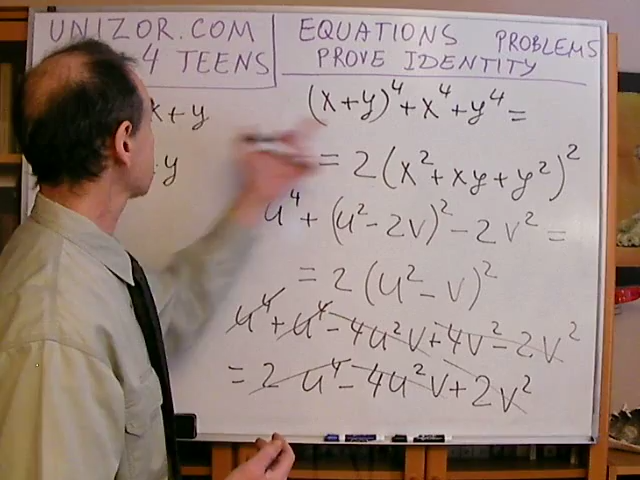 UNIZOR.COM
4 TEENS
EQUATIONS PROBLEMS
PROVE IDENTITY
x+y
y
(x+y)⁴+x⁴+y⁴=
=2(x²+xy+y²)²
u⁴+(u²-2v)²-2v²=
=2(u²-v)²
u⁴+u⁴-4u²v+4v²-2v²
=2u⁴-4u²v+2v²